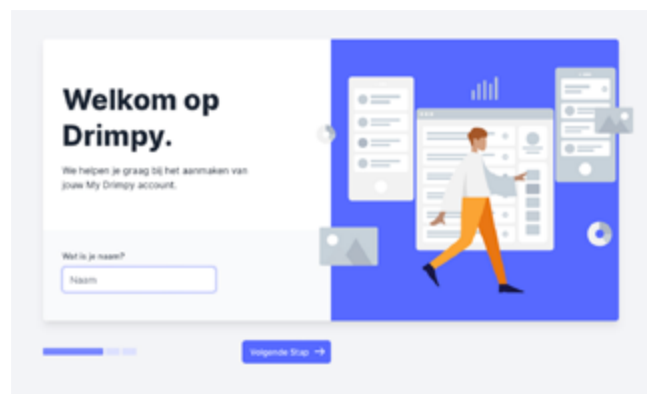 Welkom op
Drimpy.
We helpen je graag bij het aanmaken van
jouw My Drimpy account.
Wat is je naam?
Naam
Volgende Stap →